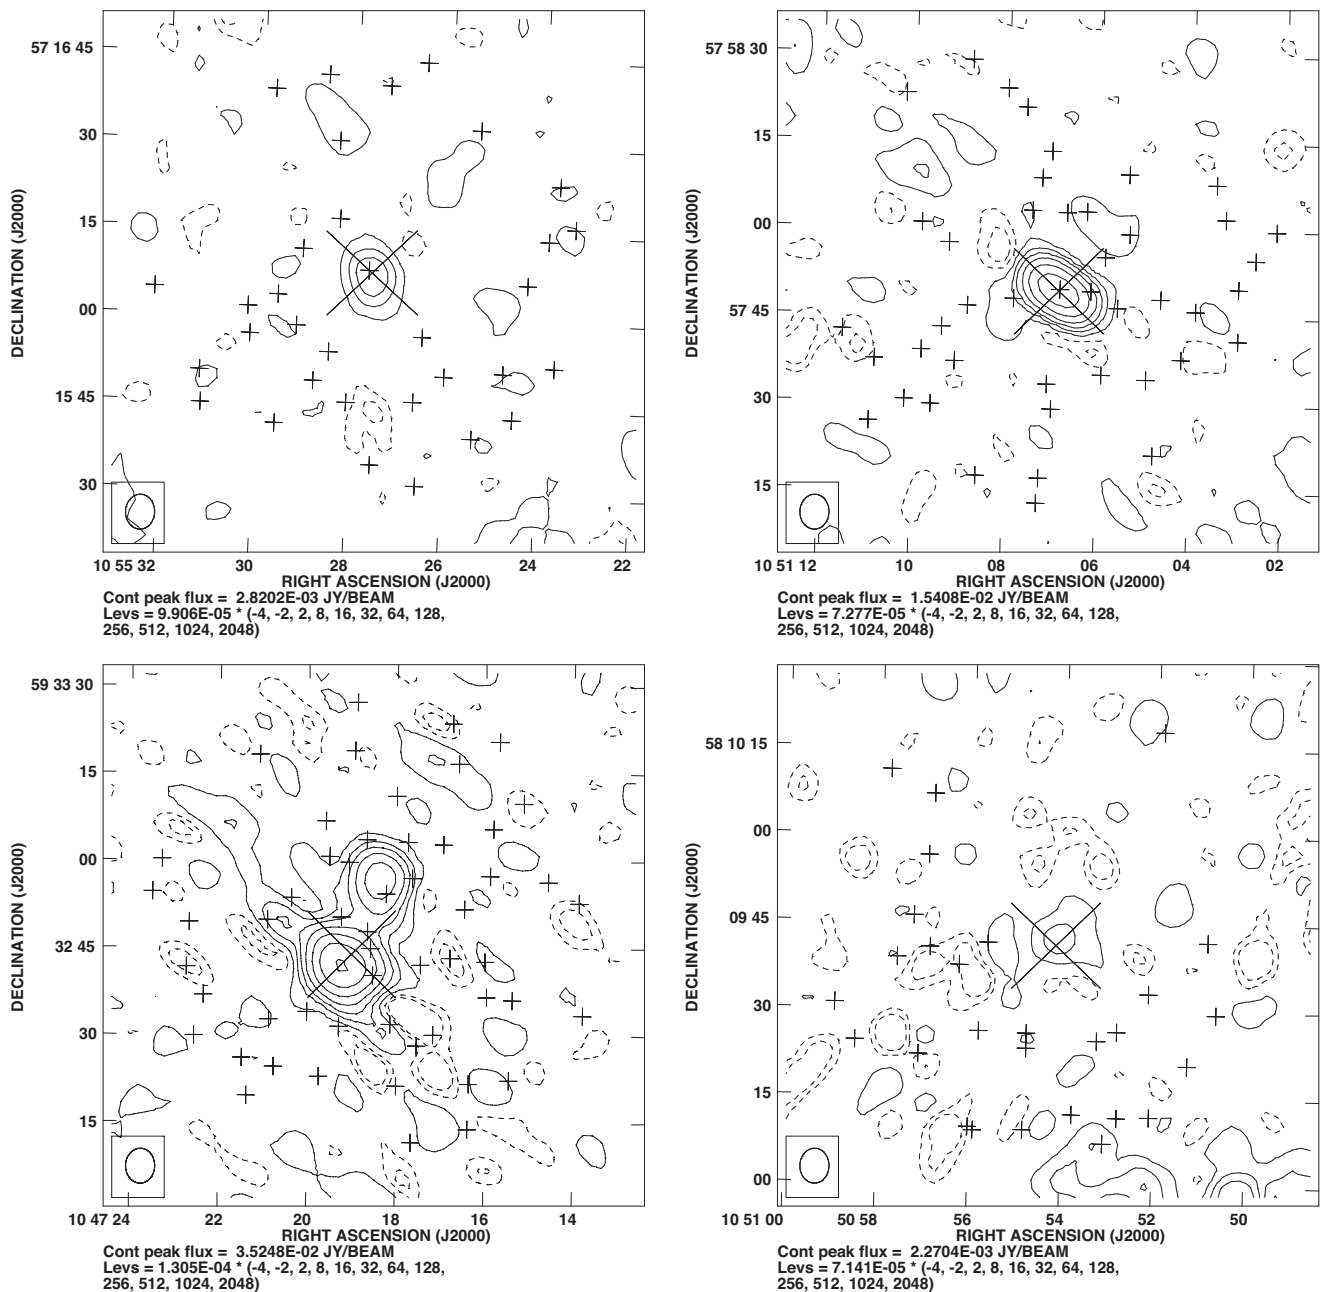 57 16 45
30
15
00
15 45
30
DECLINATION (J2000)
10 55 32
30
28
26
24
22
RIGHT ASCENSION (J2000)
Cont peak flux = 2.8202E-03 JY/BEAM
Levs = 9.906E-05 * (-4, -2, 2, 8, 16, 32, 64, 128,
256, 512, 1024, 2048)
57 58 30
15
00
57 45
30
15
DECLINATION (J2000)
10 51 12
10
08
06
04
02
RIGHT ASCENSION (J2000)
Cont peak flux = 1.5408E-02 JY/BEAM
Levs = 7.277E-05 * (-4, -2, 2, 8, 16, 32, 64, 128,
256, 512, 1024, 2048)
59 33 30
15
00
32 45
30
15
DECLINATION (J2000)
10 47 24
22
20
18
16
14
RIGHT ASCENSION (J2000)
Cont peak flux = 3.5248E-02 JY/BEAM
Levs = 1.305E-04 * (-4, -2, 2, 8, 16, 32, 64, 128,
256, 512, 1024, 2048)
58 10 15
00
09 45
30
15
00
DECLINATION (J2000)
10 51 00
50 58
56
54
52
50
RIGHT ASCENSION (J2000)
Cont peak flux = 2.2704E-03 JY/BEAM
Levs = 7.141E-05 * (-4, -2, 2, 8, 16, 32, 64, 128,
256, 512, 1024, 2048)